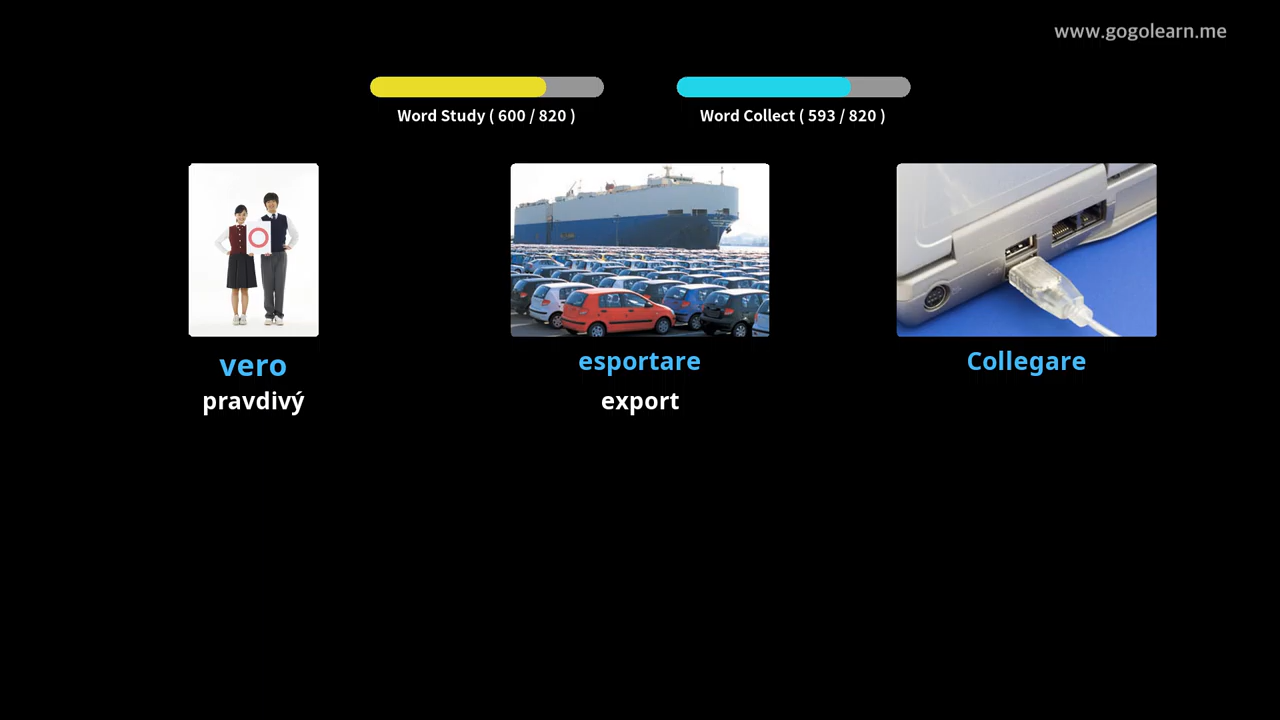 www.gogolearn.me
Word Study ( 600 / 820 )
Word Collect ( 593 / 820 )
vero
pravdivý
esportare
export
Collegare